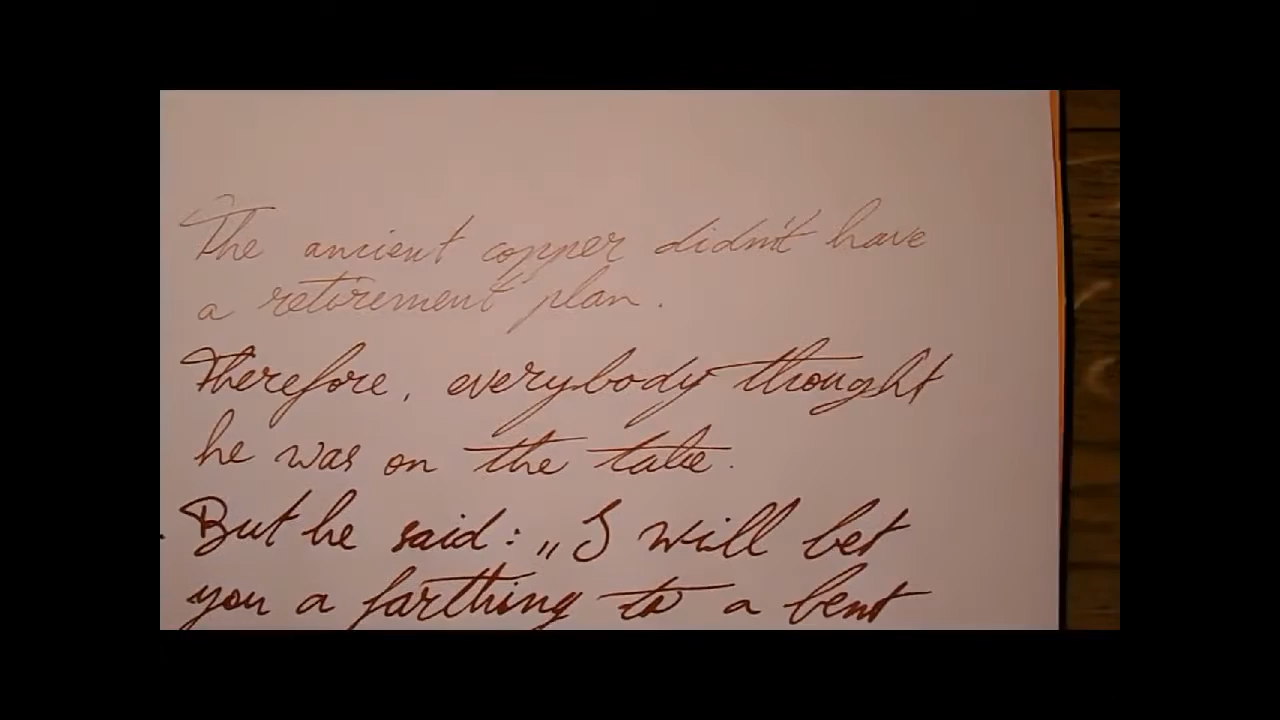 The ancient copper didn't have
a retirement plan.
Therefore, everybody thought
he was on the take.
But he said: „I will bet
you a farthing to a bent